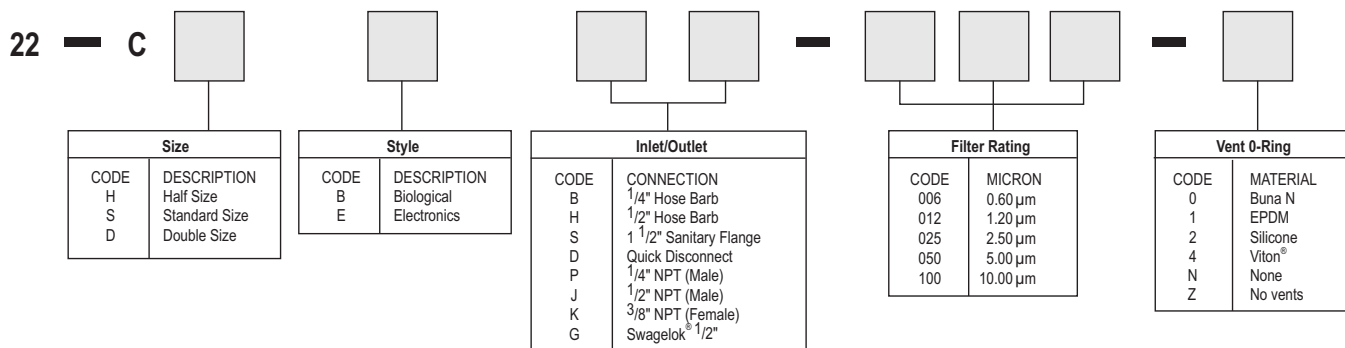 22 — C — —
Size
CODE DESCRIPTION
H Half Size
S Standard Size
D Double Size
Style
CODE DESCRIPTION
B Biological
E Electronics
Inlet/Outlet
CODE CONNECTION
B 1/4" Hose Barb
H 1/2" Hose Barb
S 1 1/2" Sanitary Flange
D Quick Disconnect
P 1/4" NPT (Male)
J 1/2" NPT (Male)
K 3/8" NPT (Female)
G Swagelok® 1/2"
Filter Rating
CODE MICRON
006 0.60 µm
012 1.20 µm
025 2.50 µm
050 5.00 µm
100 10.00 µm
Vent 0-Ring
CODE MATERIAL
0 Buna N
1 EPDM
2 Silicone
4 Viton®
N None
Z No vents